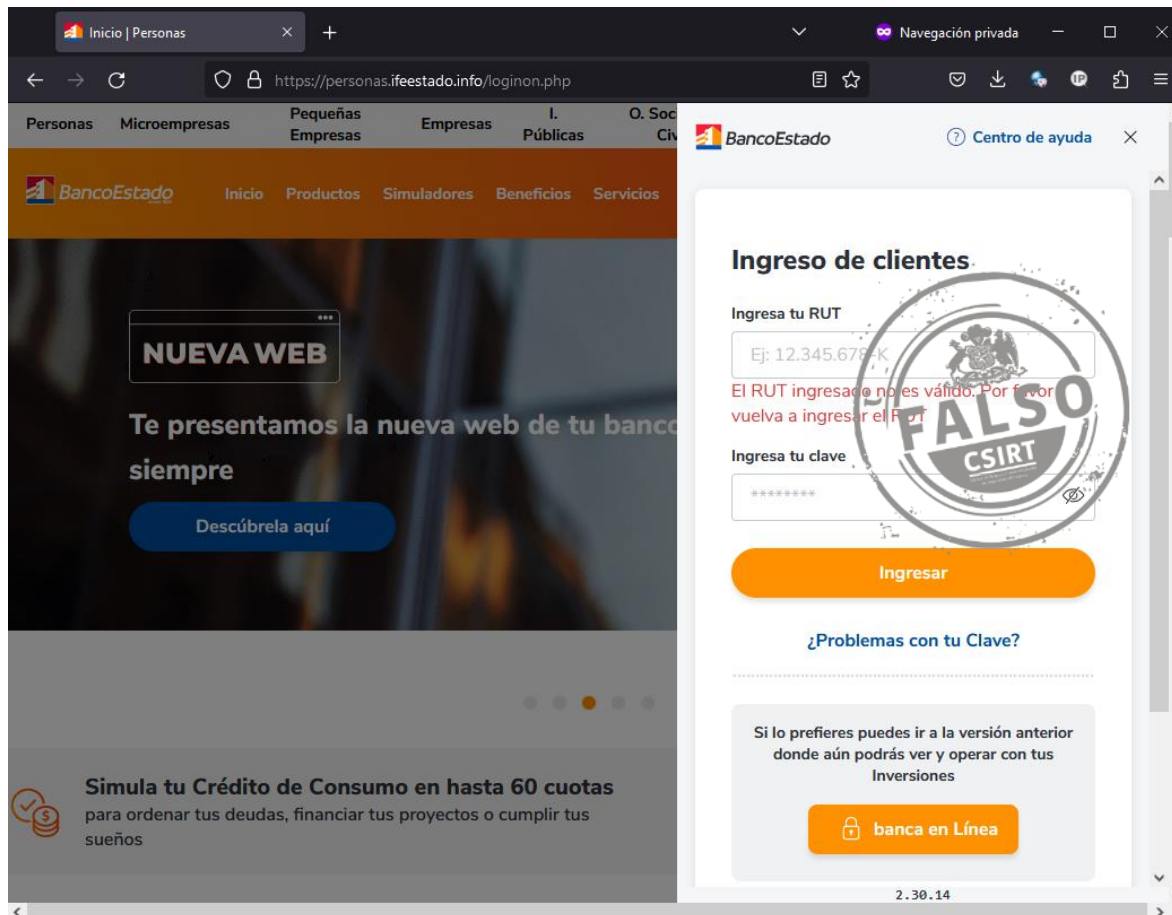 Inicio | Personas
Navegación privada
https://personas.ifeestado.info/loginon.php
Personas Microempresas Pequeñas Empresas Empresas I. Públicas O. Soc Civ
BancoEstado Inicio Productos Simuladores Beneficios Servicios
NUEVA WEB
Te presentamos la nueva web de tu banco
siempre
Descúbrela aquí
Simula tu Crédito de Consumo en hasta 60 cuotas
para ordenar tus deudas, financiar tus proyectos o cumplir tus
sueños
BancoEstado Centro de ayuda
Ingreso de clientes
Ingresa tu RUT
Ej: 12.345.678-K
El RUT ingresado no es válido. Por favor
vuelva a ingresar el RUT
Ingresa tu clave
********
FALSO
CSIRT
Ingresar
¿Problemas con tu Clave?
Si lo prefieres puedes ir a la versión anterior
donde aún podrás ver y operar con tus
Inversiones
banca en Línea
2.30.14